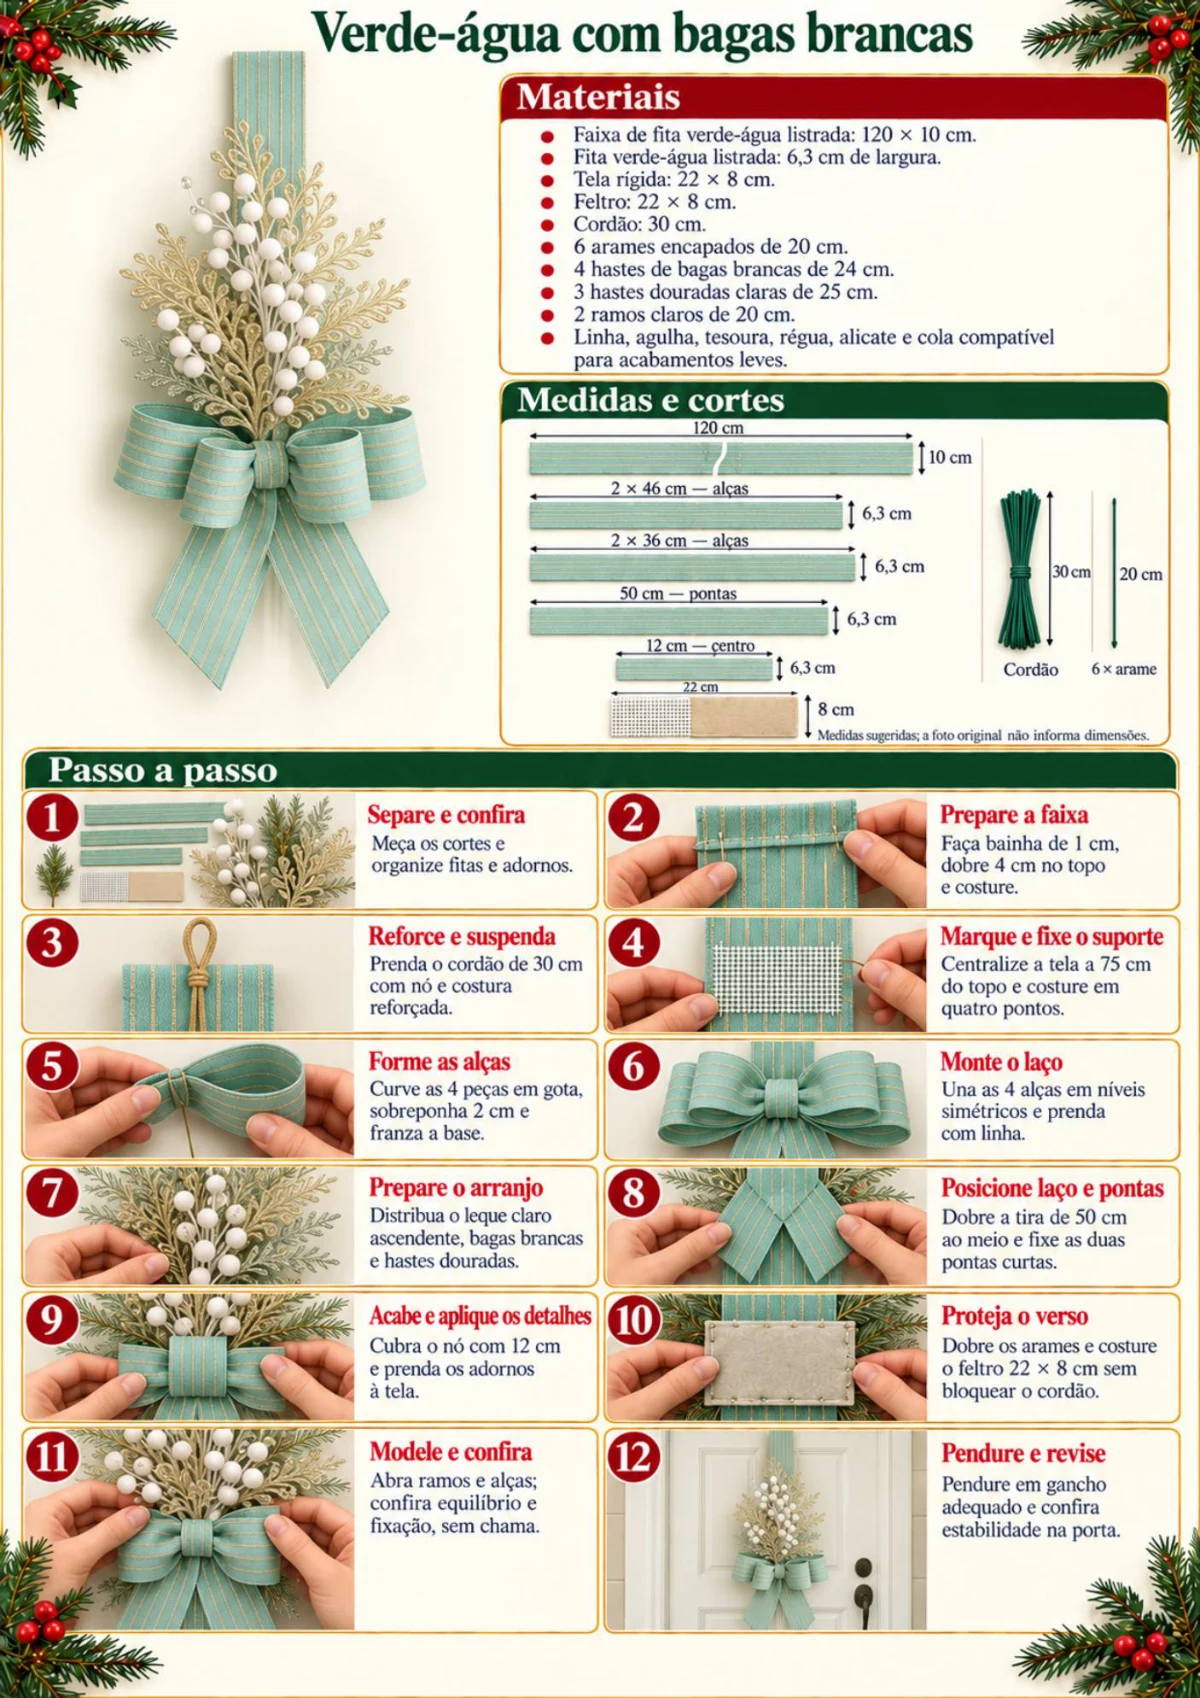 Verde-água com bagas brancas
Materiais
Faixa de fita verde-água listrada: 120 × 10 cm.
Fita verde-água listrada: 6,3 cm de largura.
Tela rígida: 22 × 8 cm.
Feltro: 22 × 8 cm.
Cordão: 30 cm.
6 arames encapados de 20 cm.
4 hastes de bagas brancas de 24 cm.
3 hastes douradas claras de 25 cm.
2 ramos claros de 20 cm.
Linha, agulha, tesoura, régua, alicate e cola compatível
para acabamentos leves.
Medidas e cortes
120 cm
10 cm
2 × 46 cm — alças
6,3 cm
2 × 36 cm — alças
6,3 cm
50 cm — pontas
6,3 cm
12 cm — centro
6,3 cm
22 cm
8 cm
30 cm
20 cm
Cordão
6 × arame
Medidas sugeridas; a foto original não informa dimensões.
Passo a passo
1
Separe e confira
Meça os cortes e
organize fitas e adornos.
2
Prepare a faixa
Faça bainha de 1 cm,
dobre 4 cm no topo
e costure.
3
Reforce e suspenda
Prenda o cordão de 30 cm
com nó e costura
reforçada.
4
Marque e fixe o suporte
Centralize a tela a 75 cm
do topo e costure em
quatro pontos.
5
Forme as alças
Curve as 4 peças em gota,
sobreponha 2 cm e
franza a base.
6
Monte o laço
Una as 4 alças em níveis
simétricos e prenda
com linha.
7
Prepare o arranjo
Distribua o leque claro
ascendente, bagas brancas
e hastes douradas.
8
Posicione laço e pontas
Dobre a tira de 50 cm
ao meio e fixe as duas
pontas curtas.
9
Acabe e aplique os detalhes
Cubra o nó com 12 cm
e prenda os adornos
à tela.
10
Proteja o verso
Dobre os arames e costure
o feltro 22 × 8 cm sem
bloquear o cordão.
11
Modele e confira
Abra ramos e alças;
confira equilíbrio e
fixação, sem chama.
12
Pendure e revise
Pendure em gancho
adequado e confira
estabilidade na porta.